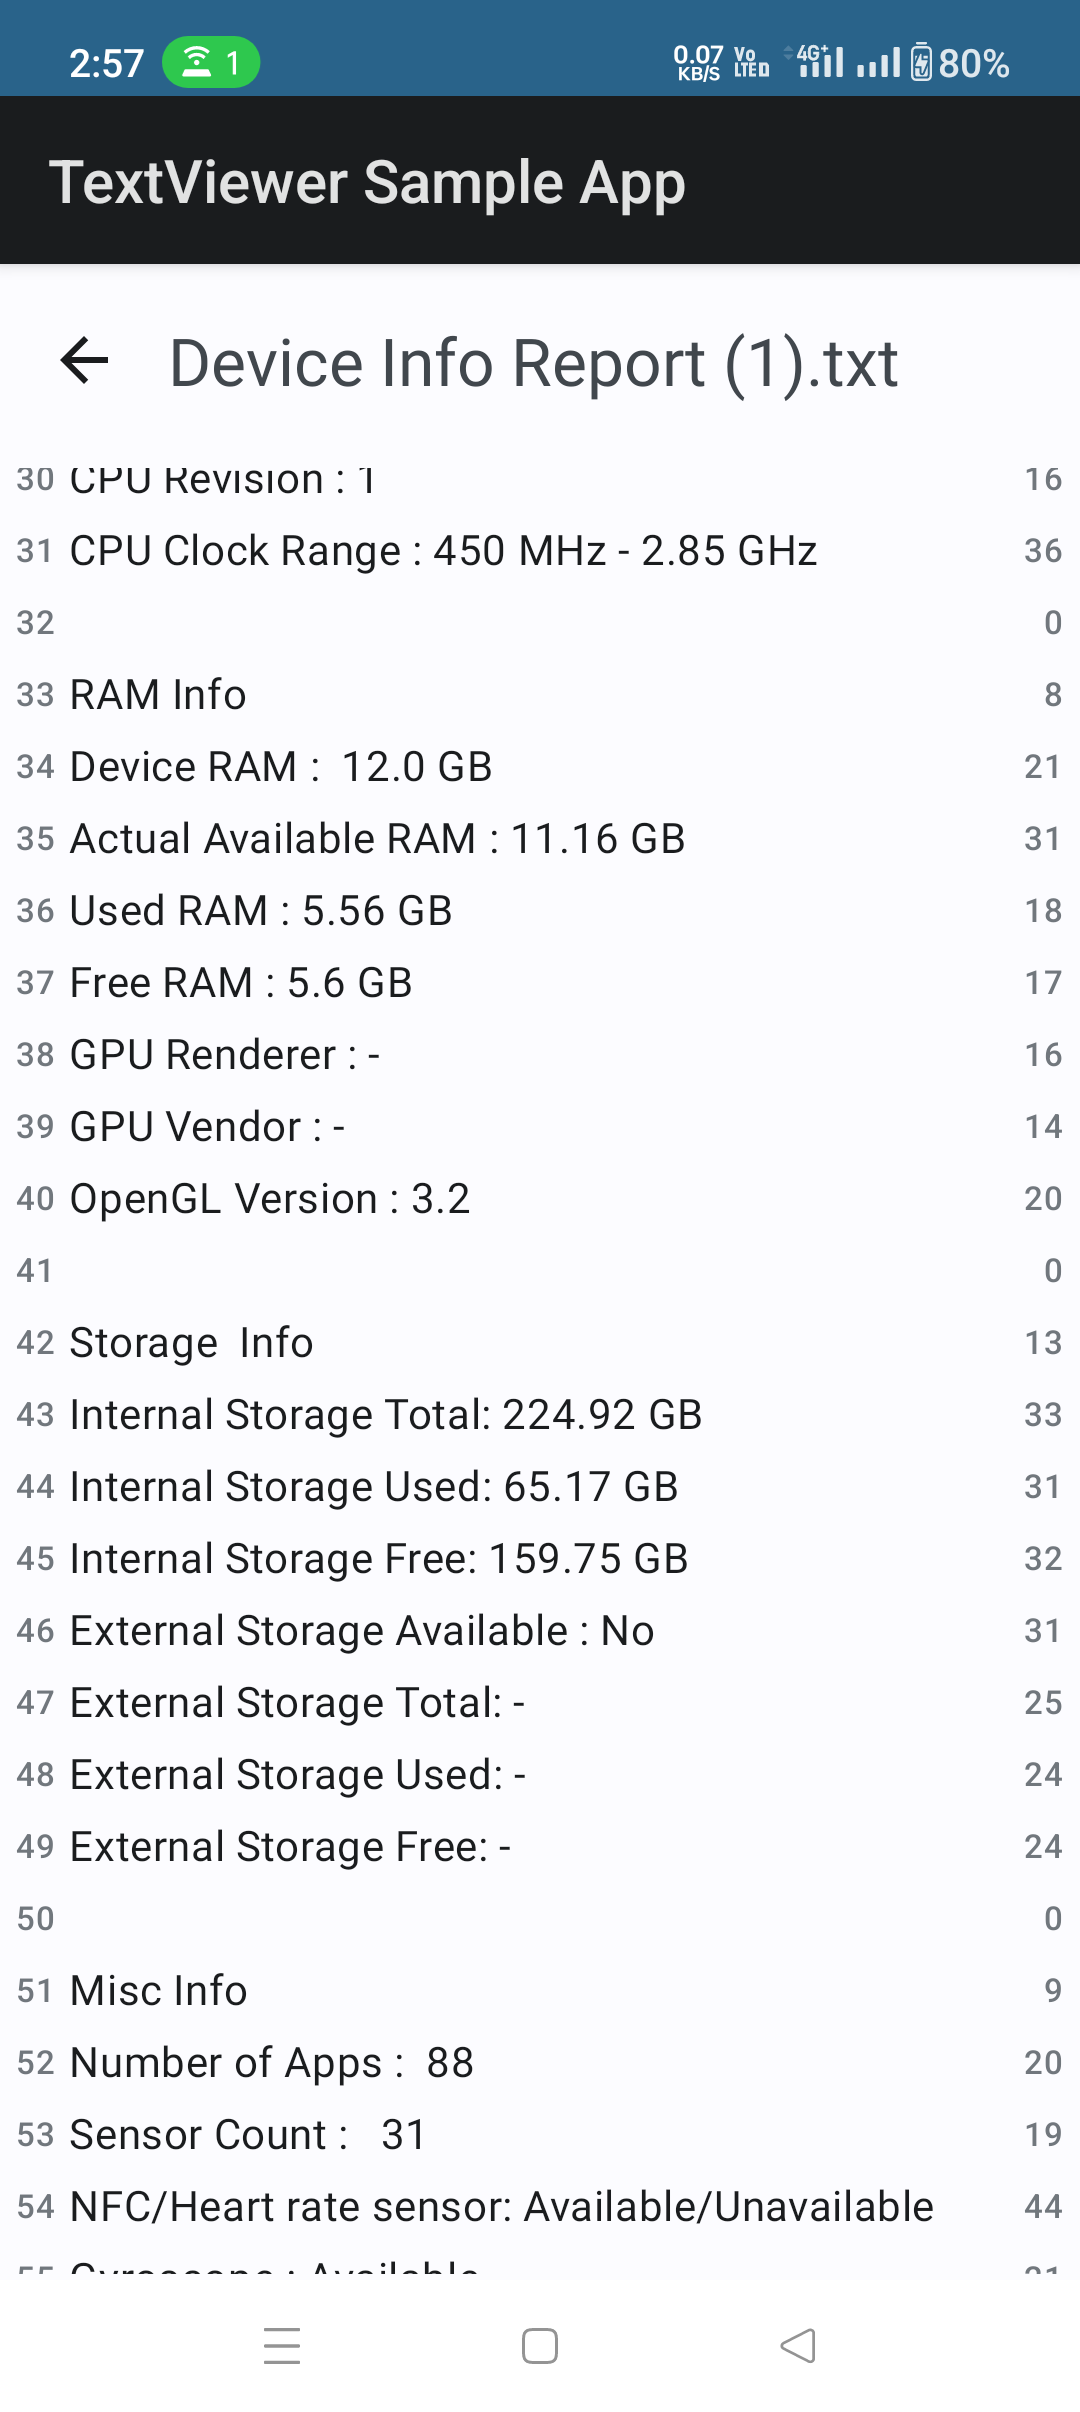 2:57 1 0.07 KB/S Vo LTE D 4G+ 80%
TextViewer Sample App
Device Info Report (1).txt
30 CPU Revision : 1 16
31 CPU Clock Range : 450 MHz - 2.85 GHz 36
32 0
33 RAM Info 8
34 Device RAM :  12.0 GB 21
35 Actual Available RAM : 11.16 GB 31
36 Used RAM : 5.56 GB 18
37 Free RAM : 5.6 GB 17
38 GPU Renderer : - 16
39 GPU Vendor : - 14
40 OpenGL Version : 3.2 20
41 0
42 Storage  Info 13
43 Internal Storage Total: 224.92 GB 33
44 Internal Storage Used: 65.17 GB 31
45 Internal Storage Free: 159.75 GB 32
46 External Storage Available : No 31
47 External Storage Total: - 25
48 External Storage Used: - 24
49 External Storage Free: - 24
50 0
51 Misc Info 9
52 Number of Apps :  88 20
53 Sensor Count :   31 19
54 NFC/Heart rate sensor: Available/Unavailable 44
55 Gyroscope : Available 21